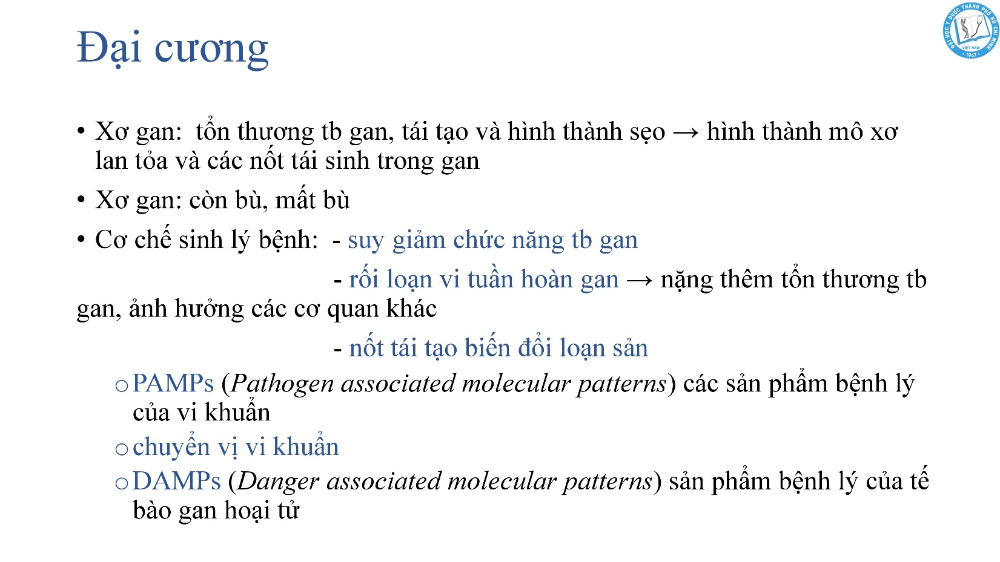 Đại cương
ĐẠI HỌC Y DƯỢC THÀNH PHỐ HỒ CHÍ MINH
VIỆT NAM
• 1947 •
• Xơ gan: tổn thương tb gan, tái tạo và hình thành sẹo → hình thành mô xơ
lan tỏa và các nốt tái sinh trong gan
• Xơ gan: còn bù, mất bù
• Cơ chế sinh lý bệnh: - suy giảm chức năng tb gan
- rối loạn vi tuần hoàn gan → nặng thêm tổn thương tb
gan, ảnh hưởng các cơ quan khác
- nốt tái tạo biến đổi loạn sản
o PAMPs (Pathogen associated molecular patterns) các sản phẩm bệnh lý
của vi khuẩn
o chuyển vị vi khuẩn
o DAMPs (Danger associated molecular patterns) sản phẩm bệnh lý của tế
bào gan hoại tử